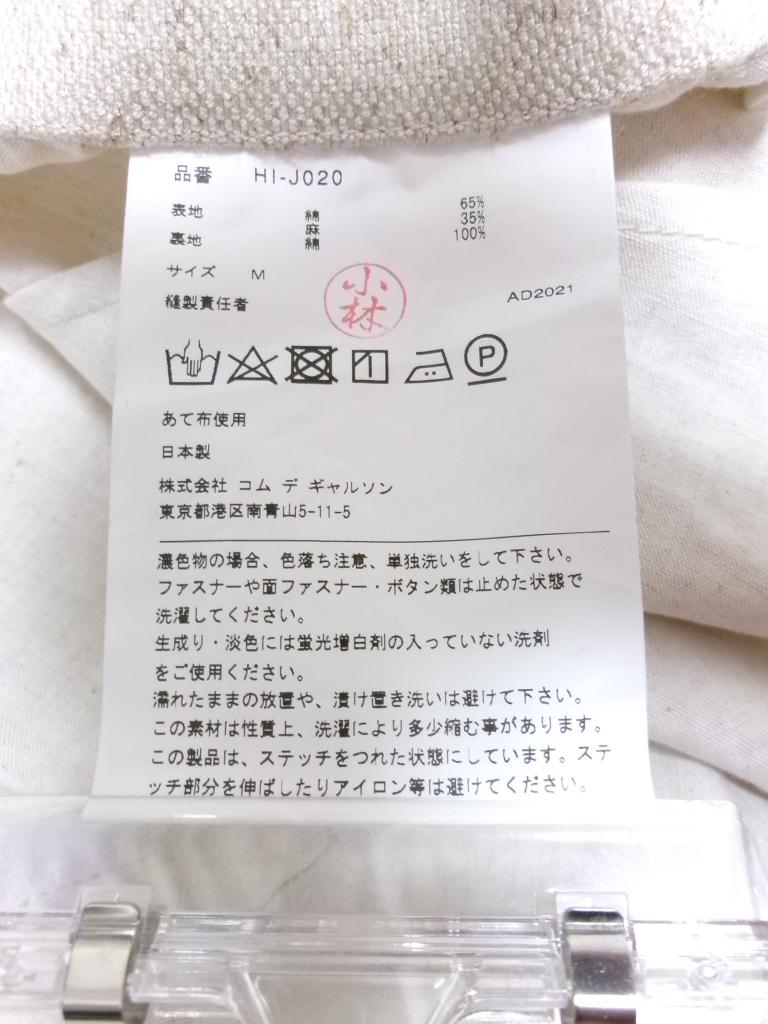 品番 HI-J020
表地 綿 65%
麻 35%
裏地 綿 100%
サイズ M
縫製責任者 小林 AD2021
P
あて布使用
日本製
株式会社 コム デ ギャルソン
東京都港区南青山5-11-5
濃色物の場合、色落ち注意、単独洗いをして下さい。
ファスナーや面ファスナー・ボタン類は止めた状態で
洗濯してください。
生成り・淡色には蛍光増白剤の入っていない洗剤
をご使用ください。
濡れたままの放置や、漬け置き洗いは避けて下さい。
この素材は性質上、洗濯により多少縮む事があります。
この製品は、ステッチをつれた状態にしています。ステ
ッチ部分を伸ばしたりアイロン等は避けてください。